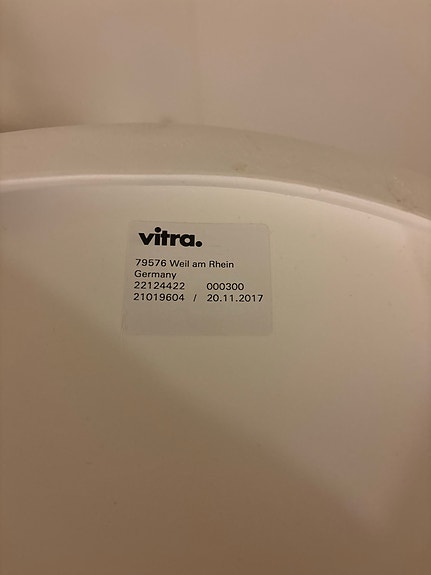 vitra.
79576 Weil am Rhein
Germany
22124422 000300
21019604 / 20.11.2017